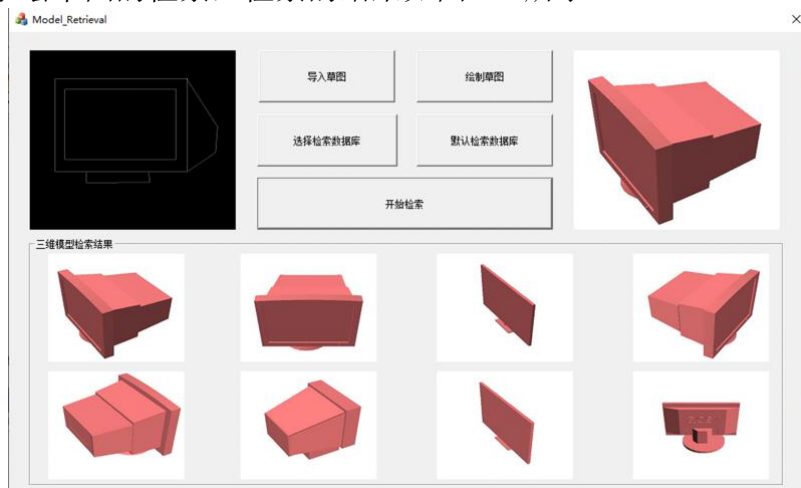 Model_Retrieval
导入草图
绘制草图
选择检索数据库
默认检索数据库
开始检索
三维模型检索结果